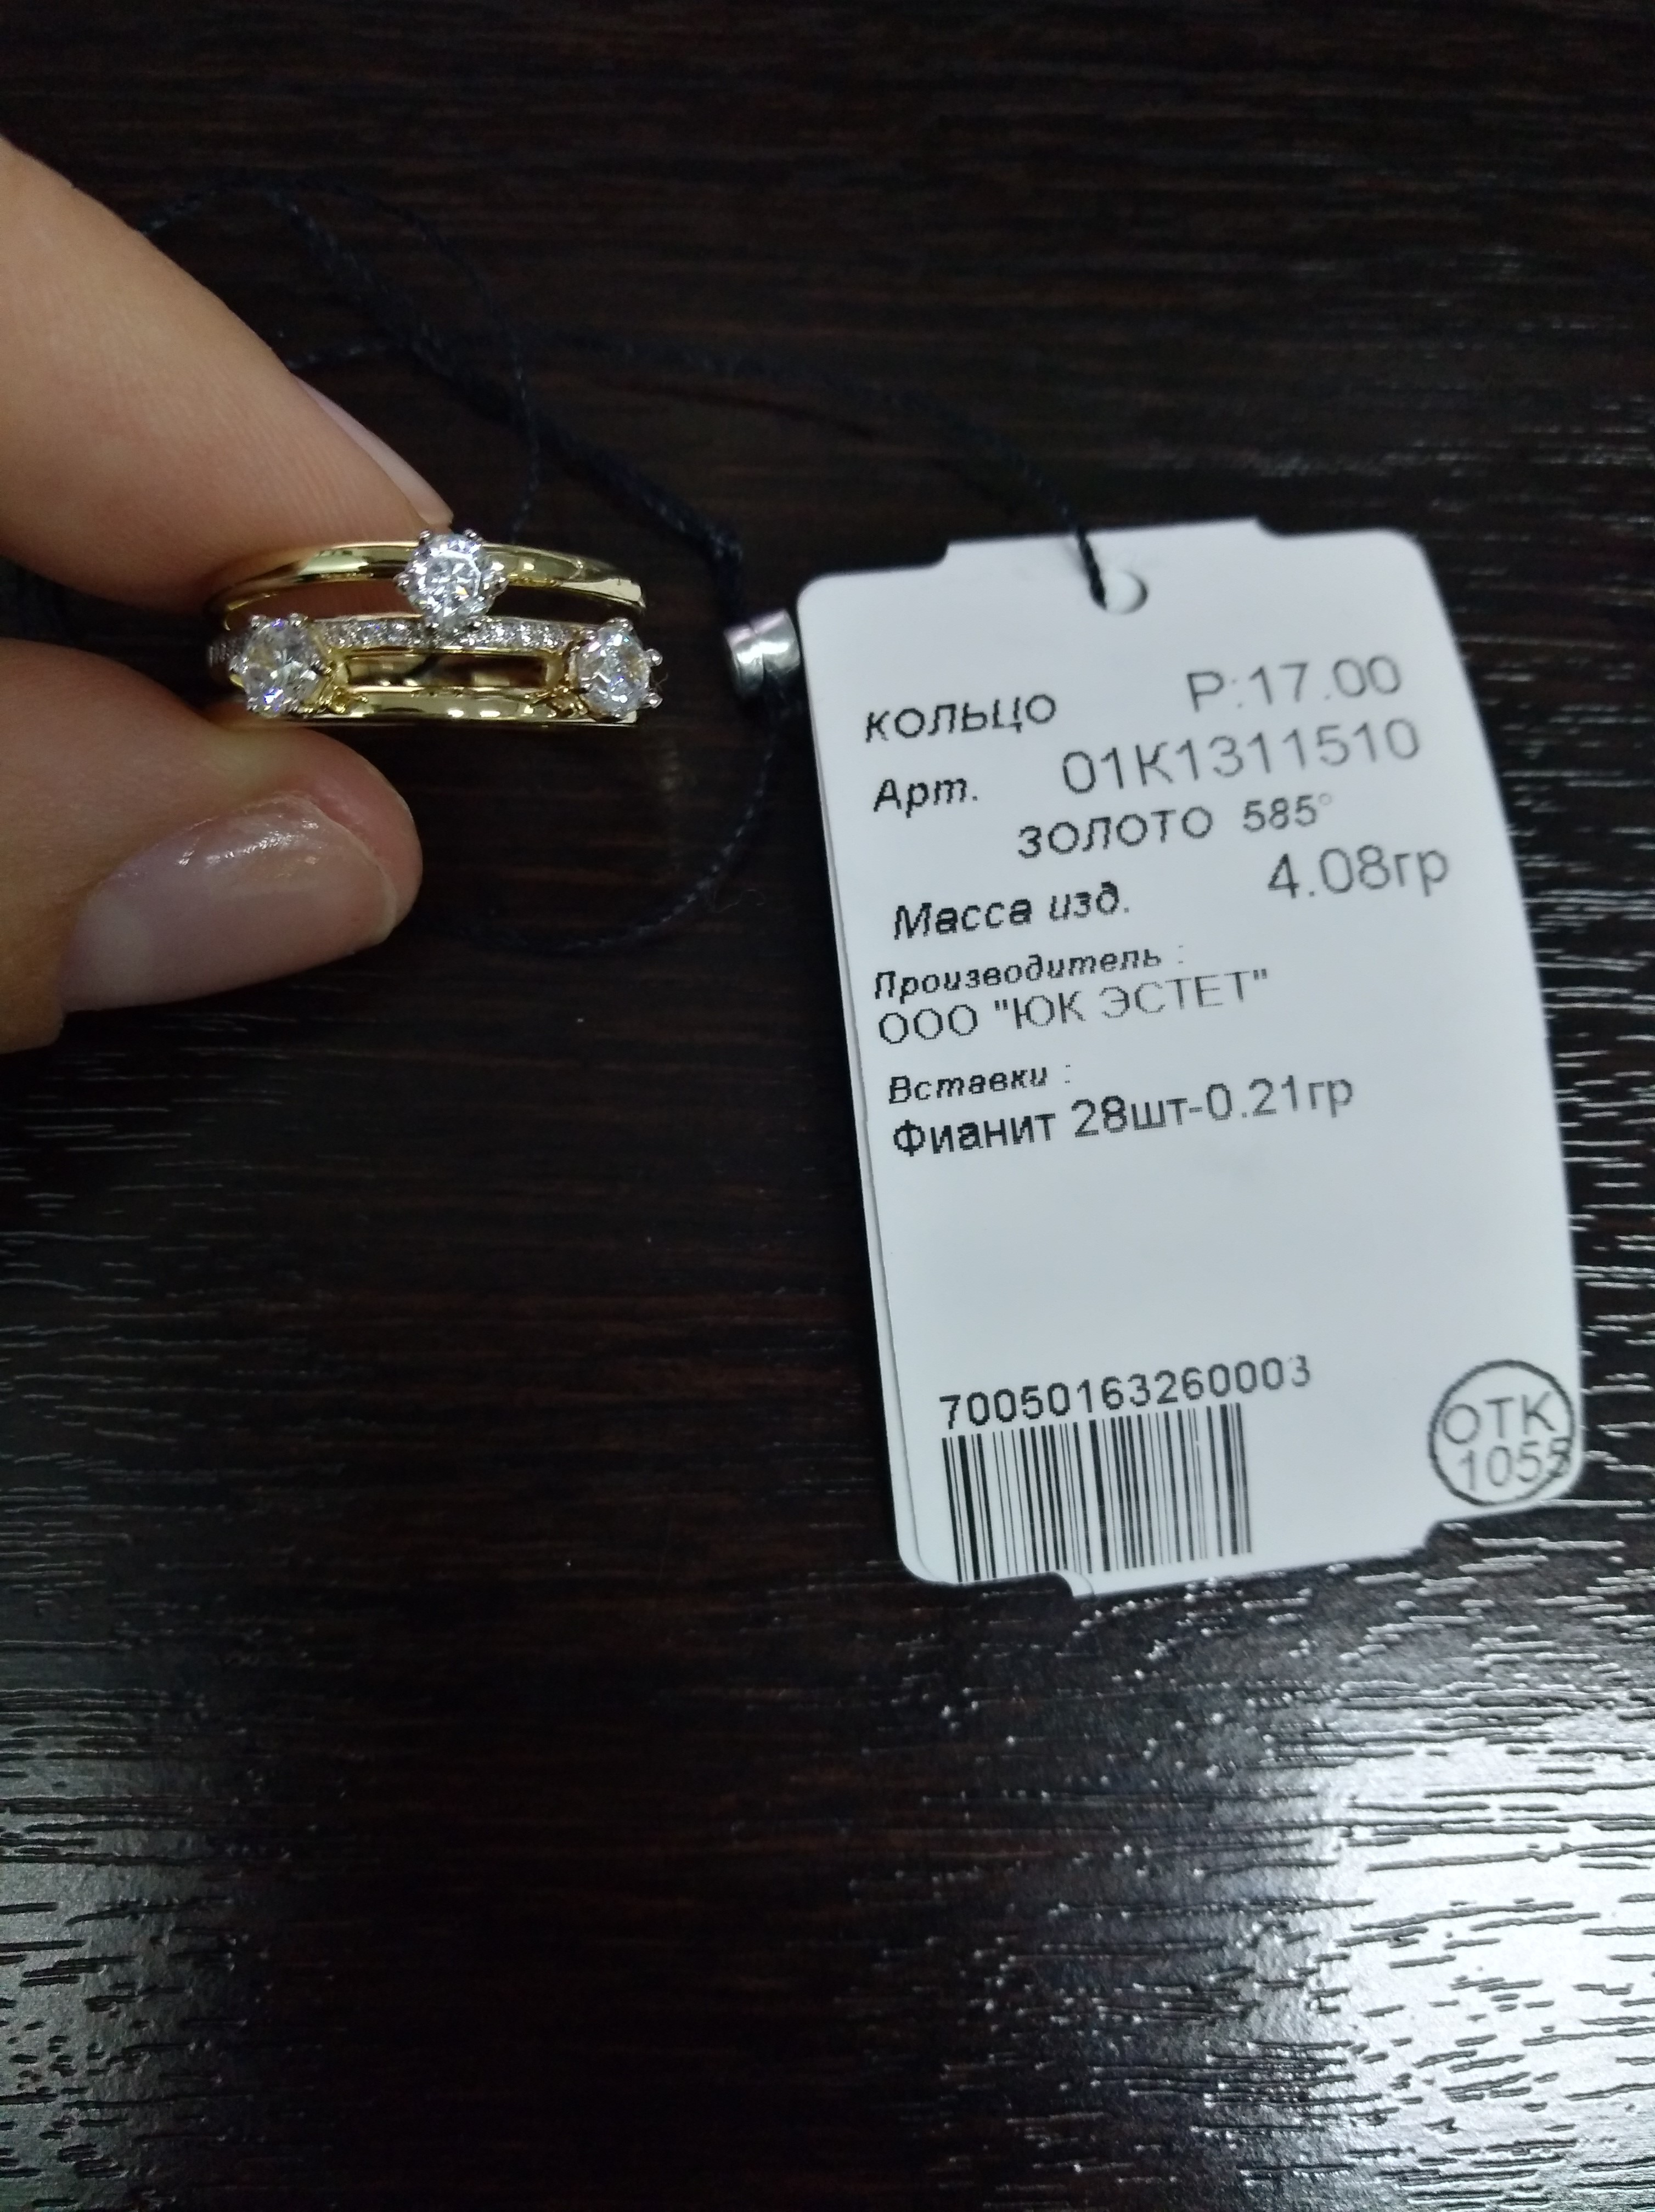 КОЛЬЦО Р:17.00
Арт. 01К1311510
ЗОЛОТО 585°
Масса изд. 4.08гр
Производитель :
ООО "ЮК ЭСТЕТ"
Вставки :
Фианит 28шт-0.21гр
70050163260003
ОТК